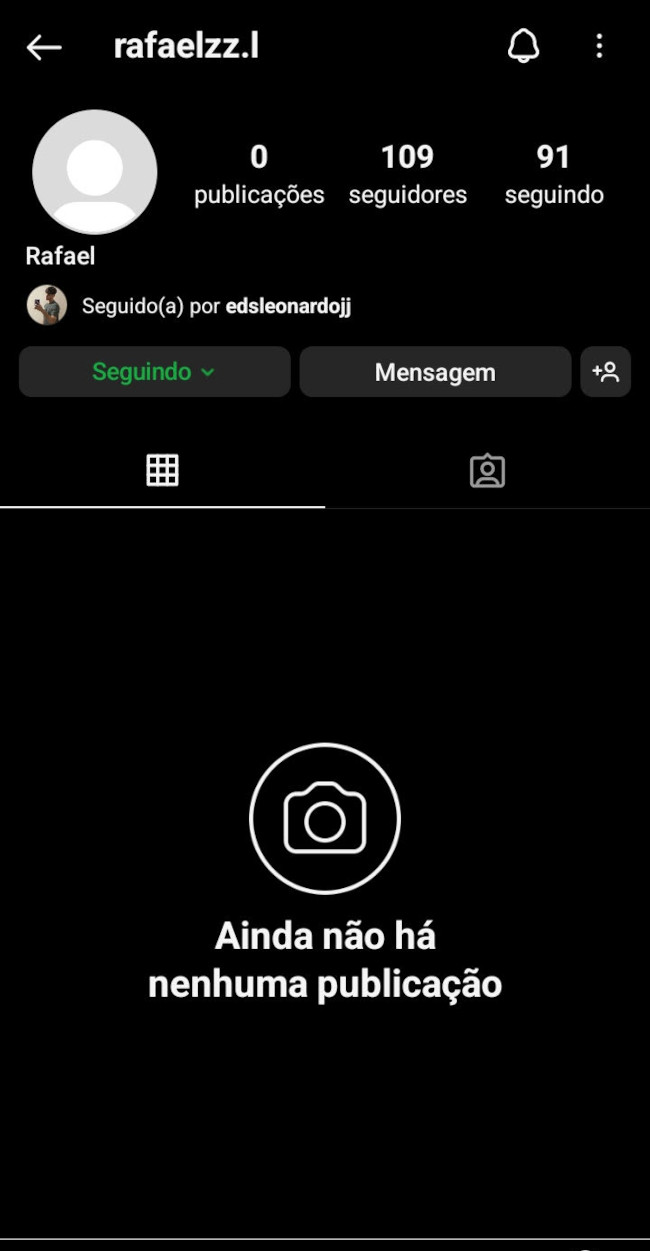 rafaelzz.l
0 109 91
publicações seguidores seguindo
Rafael
Seguido(a) por edsleonardojj
Seguindo Mensagem
Ainda não há
nenhuma publicação